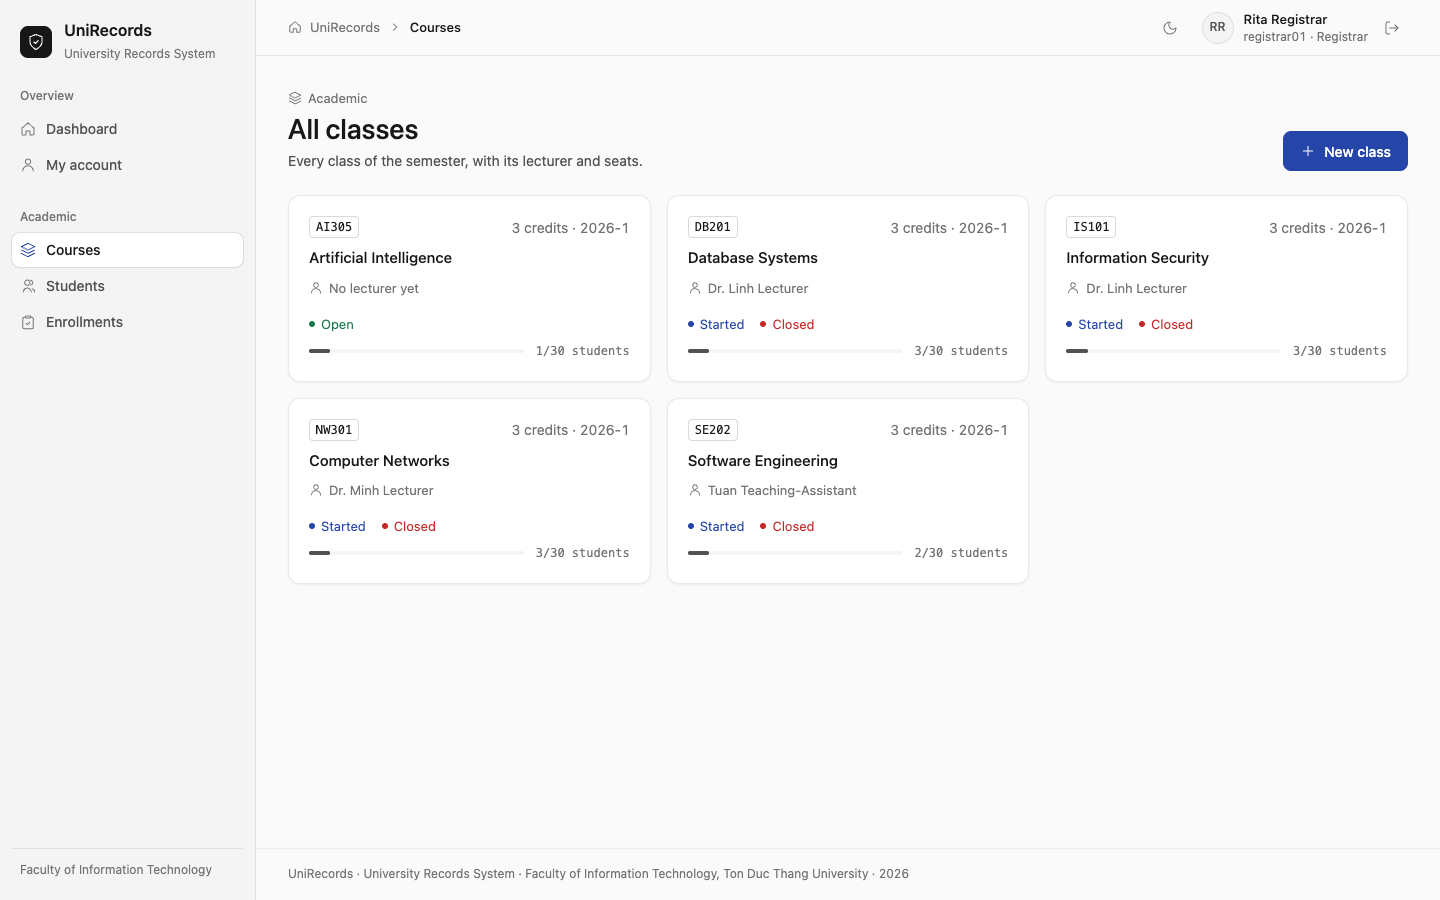 UniRecords
University Records System
Overview
Dashboard
My account
Academic
Courses
Students
Enrollments
Faculty of Information Technology
UniRecords > Courses
RR
Rita Registrar
registrar01 · Registrar
Academic
All classes
Every class of the semester, with its lecturer and seats.
+ New class
AI305 3 credits · 2026-1
Artificial Intelligence
No lecturer yet
Open
1/30 students
DB201 3 credits · 2026-1
Database Systems
Dr. Linh Lecturer
Started Closed
3/30 students
IS101 3 credits · 2026-1
Information Security
Dr. Linh Lecturer
Started Closed
3/30 students
NW301 3 credits · 2026-1
Computer Networks
Dr. Minh Lecturer
Started Closed
3/30 students
SE202 3 credits · 2026-1
Software Engineering
Tuan Teaching-Assistant
Started Closed
2/30 students
UniRecords · University Records System · Faculty of Information Technology, Ton Duc Thang University · 2026